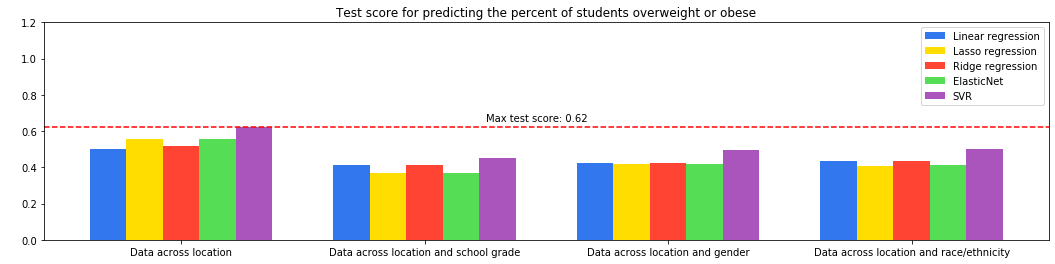 Test score for predicting the percent of students overweight or obese
1.2
1.0
0.8
0.6
0.4
0.2
0.0
Linear regression
Lasso regression
Ridge regression
ElasticNet
SVR
Max test score: 0.62
Data across location
Data across location and school grade
Data across location and gender
Data across location and race/ethnicity